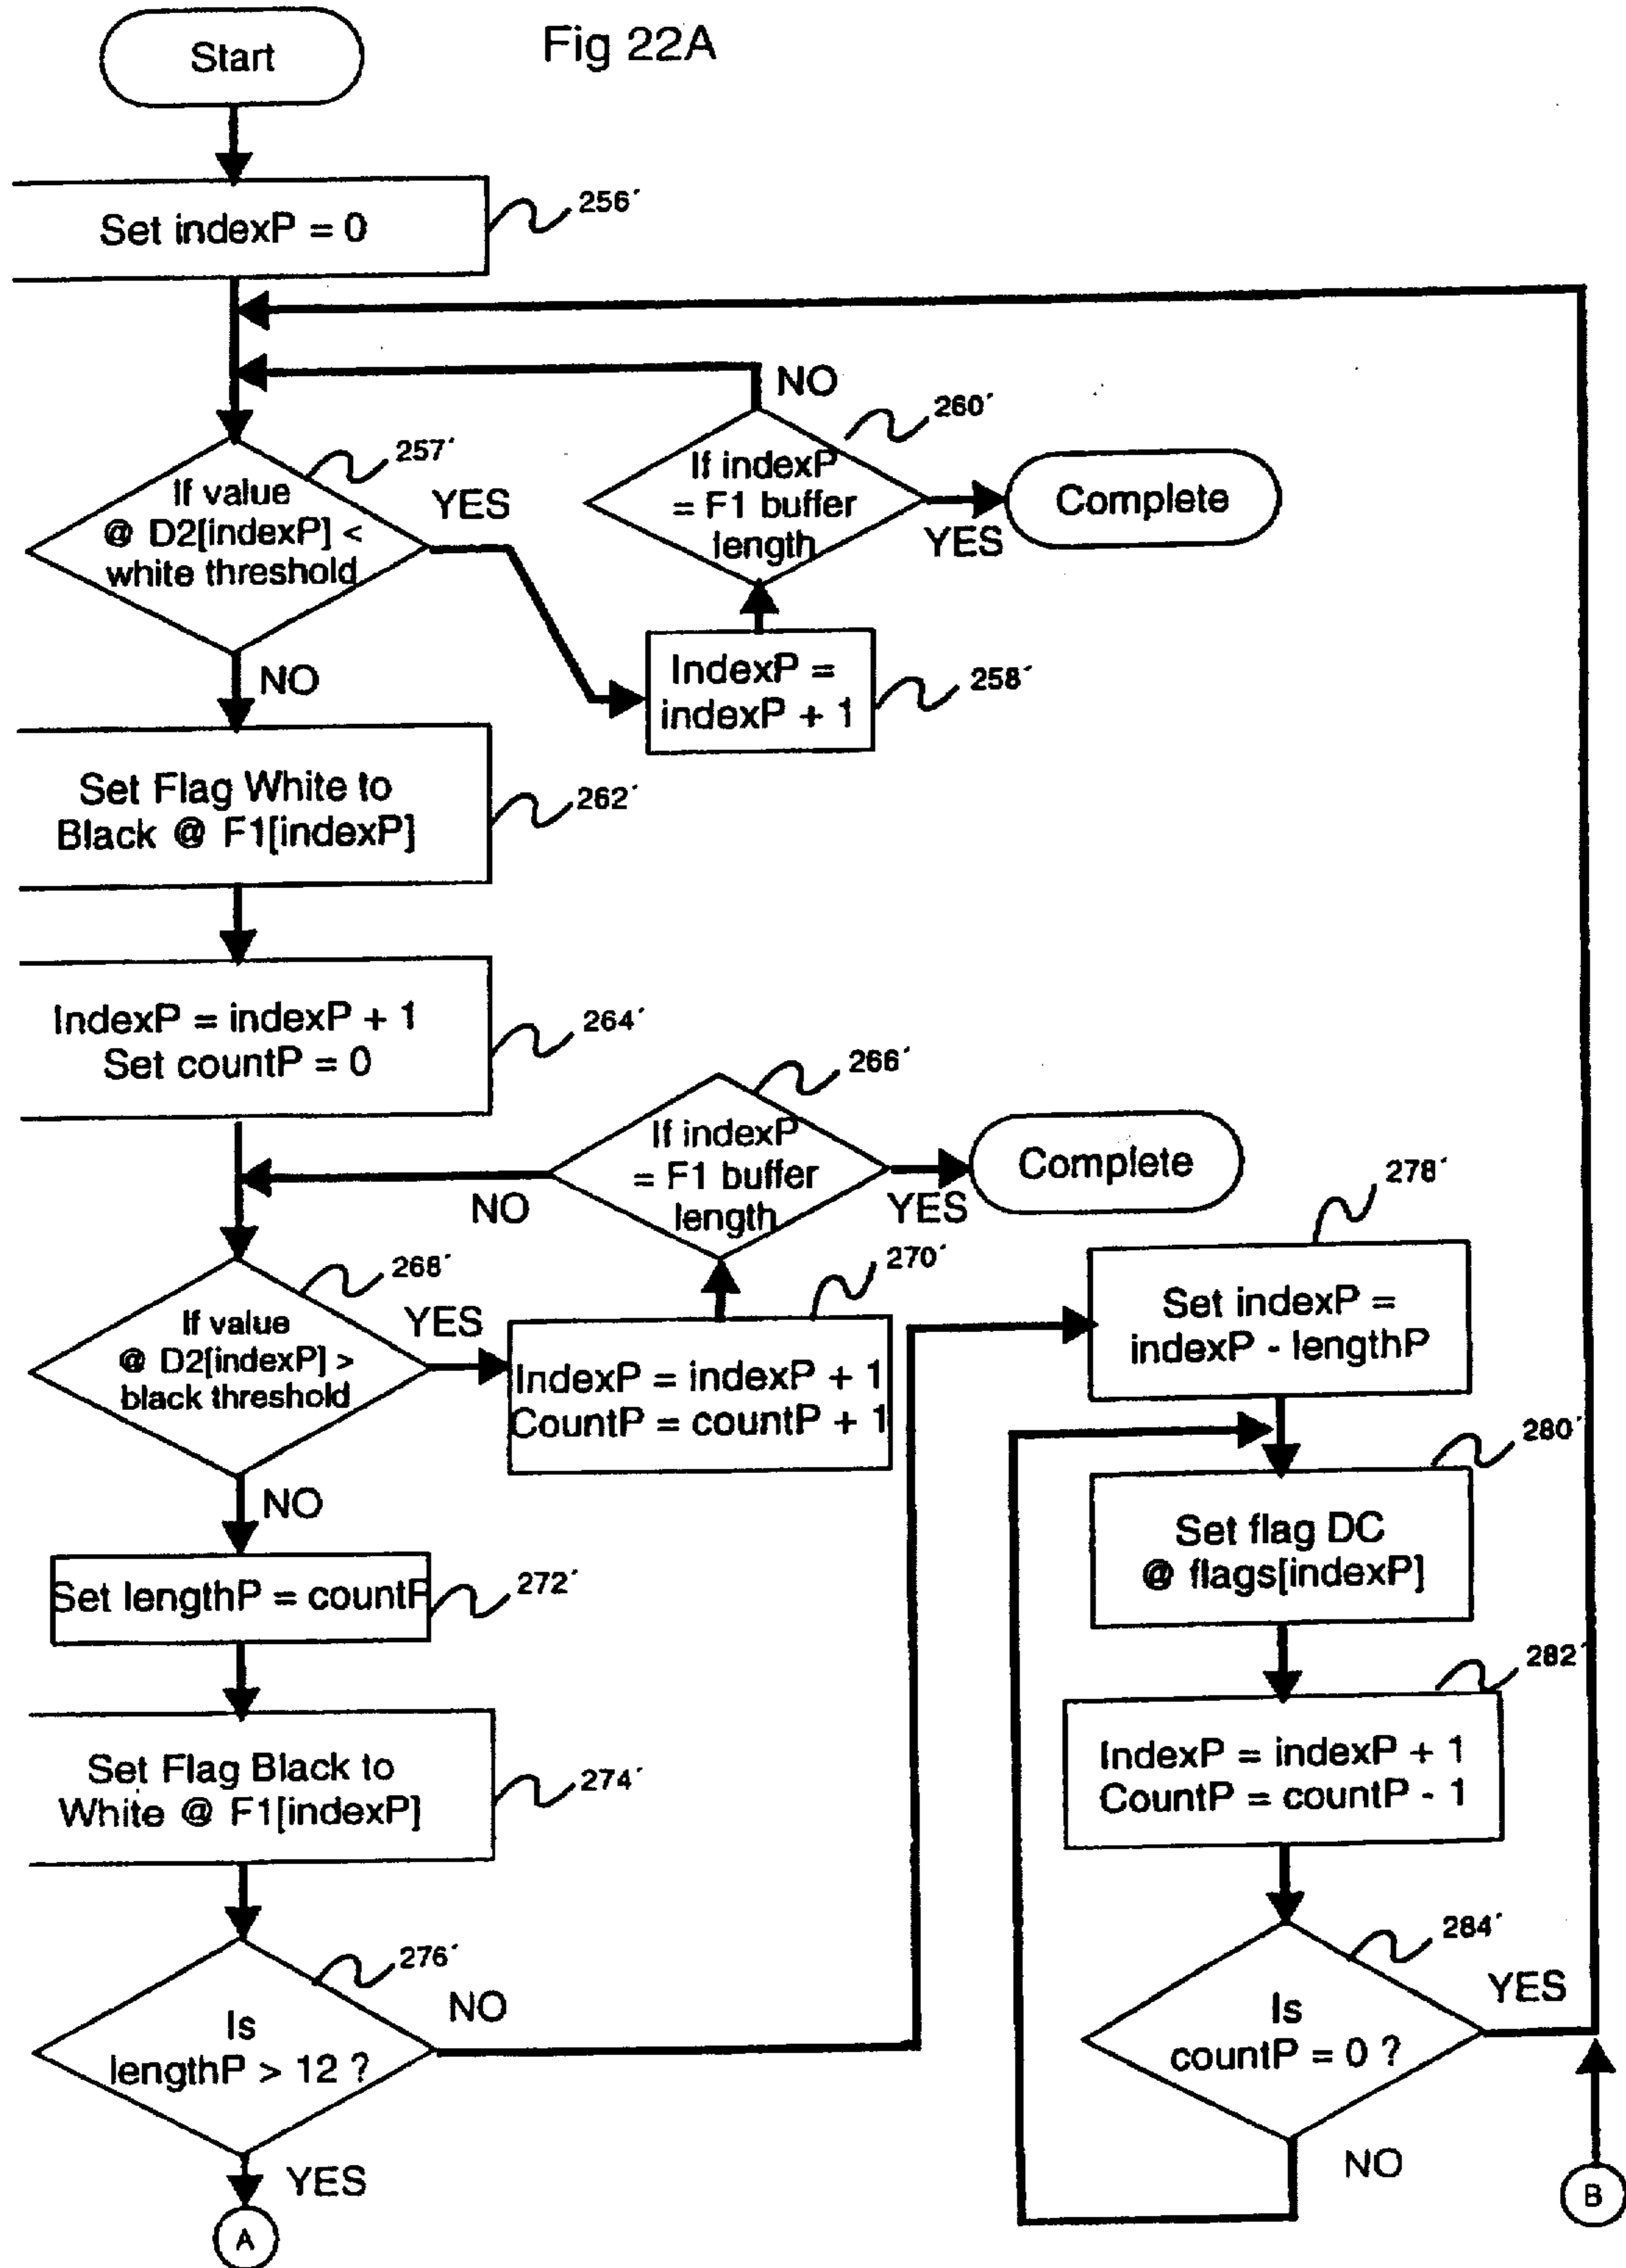 Fig 22A
Start
Set indexP = 0
256´
NO
260´
If indexP
= F1 buffer
length
YES
Complete
257´
If value
@ D2[indexP] <
white threshold
YES
NO
IndexP =
indexP + 1
258´
Set Flag White to
Black @ F1[indexP]
262´
IndexP = indexP + 1
Set countP = 0
264´
266´
If indexP
= F1 buffer
length
NO
YES
Complete
268´
If value
@ D2[indexP] >
black threshold
YES
NO
270´
IndexP = indexP + 1
CountP = countP + 1
Set lengthP = countP
272´
Set Flag Black to
White @ F1[indexP]
274´
276´
Is
lengthP > 12 ?
NO
YES
A
278´
Set indexP =
indexP - lengthP
280´
Set flag DC
@ flags[indexP]
282´
IndexP = indexP + 1
CountP = countP - 1
284´
Is
countP = 0 ?
YES
NO
B